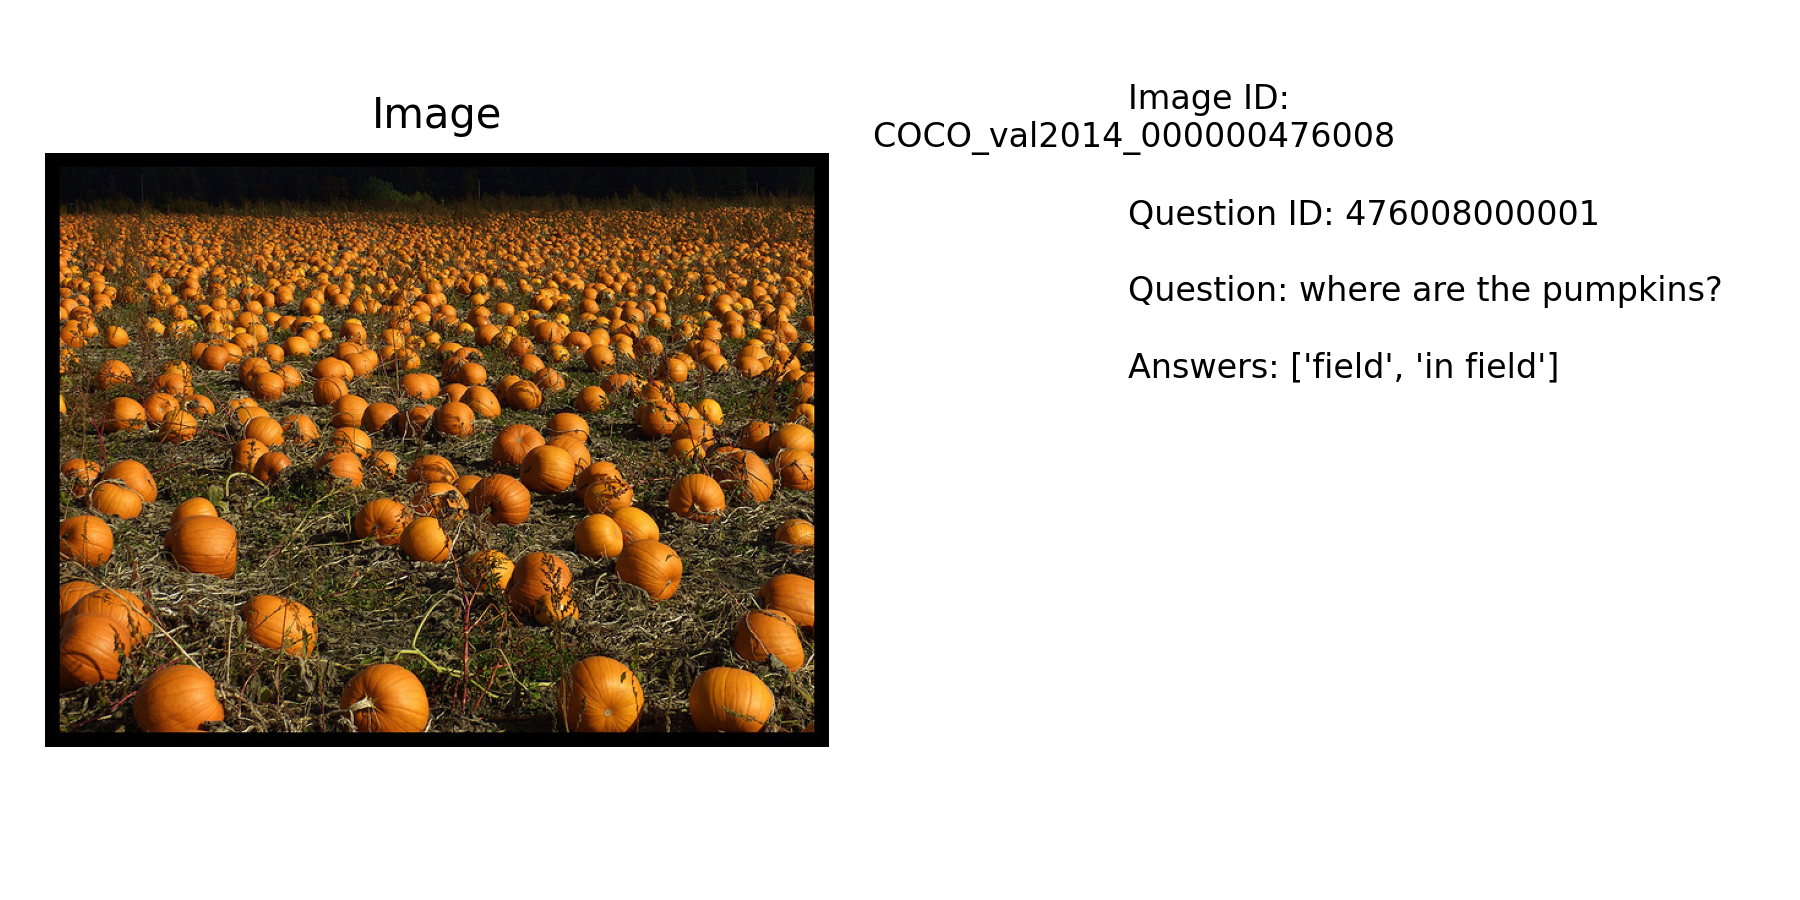 Image
Image ID:
COCO_val2014_000000476008
Question ID: 476008000001
Question: where are the pumpkins?
Answers: ['field', 'in field']